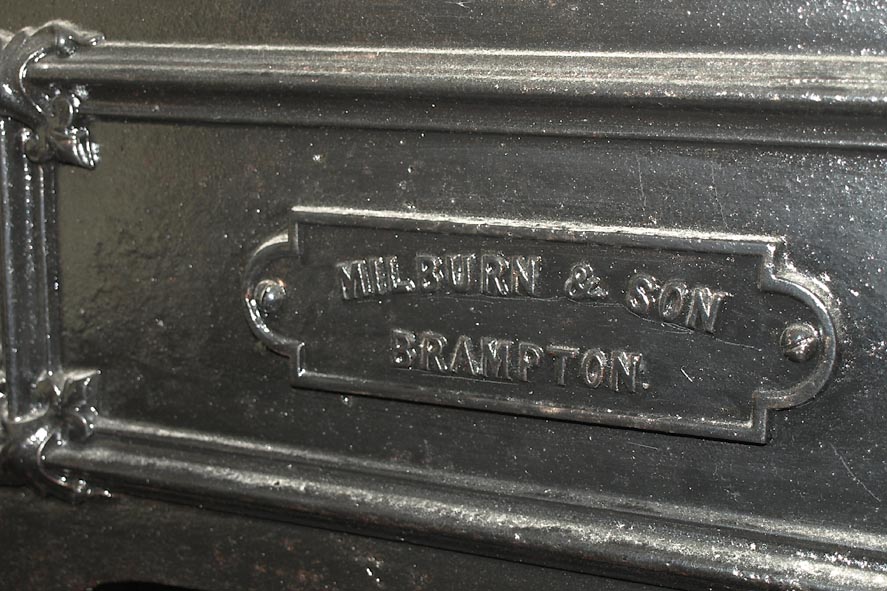 MILBURN & SON
BRAMPTON.